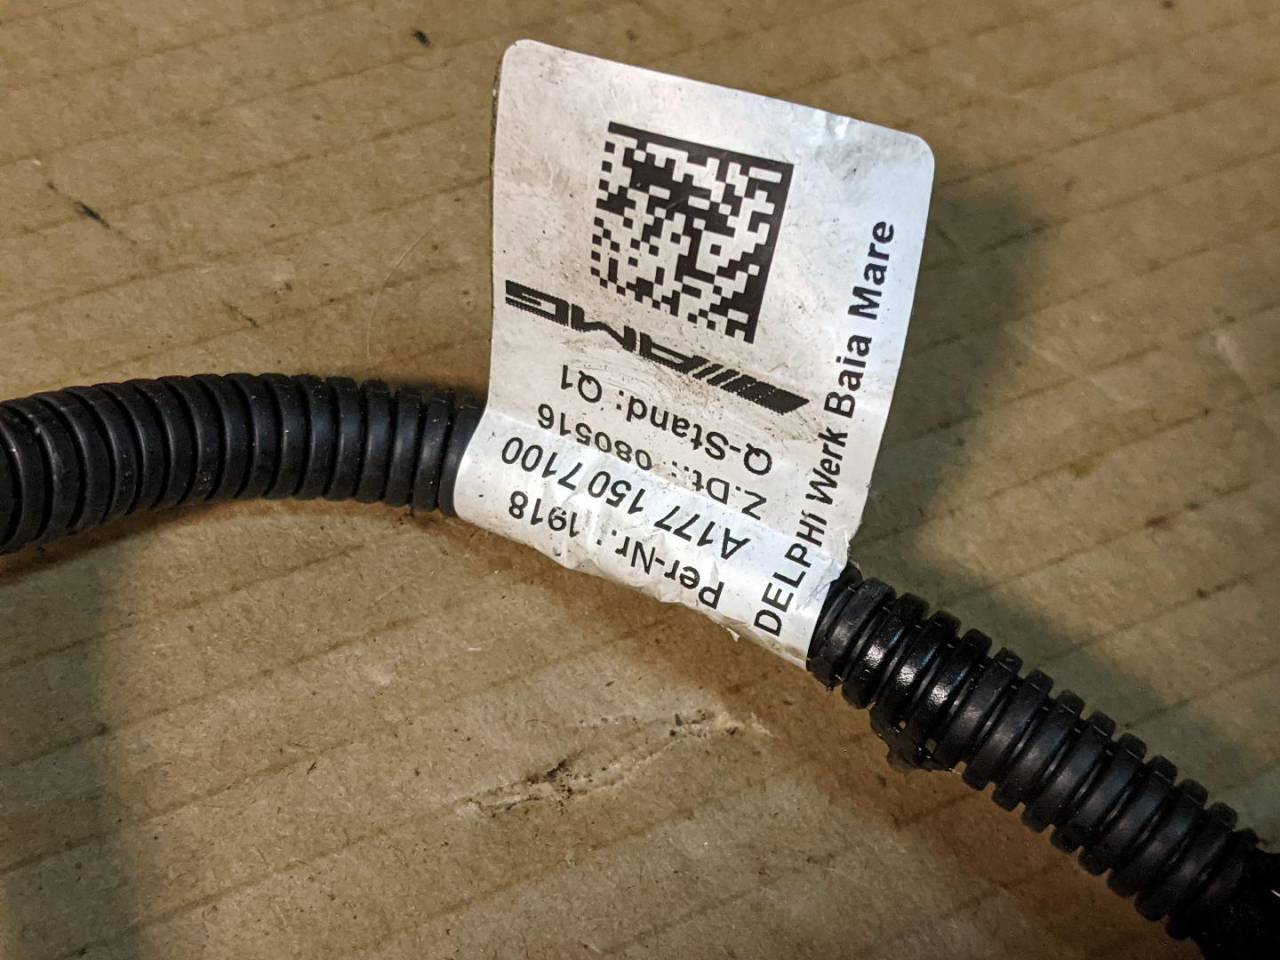 Per-Nr.: 1918
A177 150 7100
Z.Dt.: 080516
Q-Stand: Q1
AMG
DELPHI Werk Baia Mare